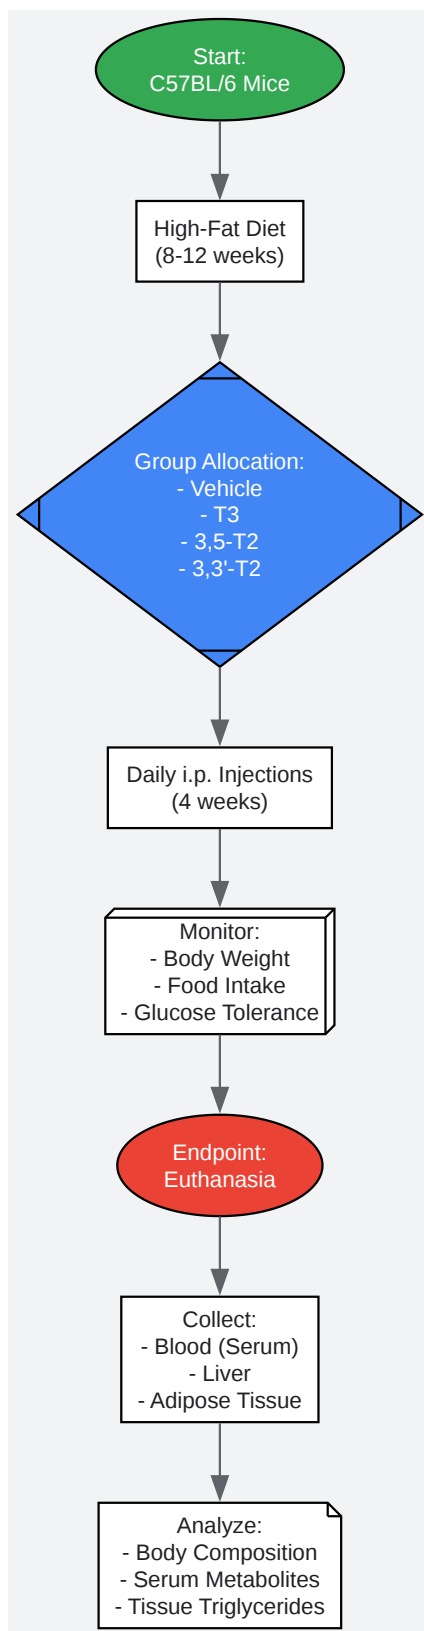 Start:
C57BL/6 Mice
High-Fat Diet
(8-12 weeks)
Group Allocation:
- Vehicle
- T3
- 3,5-T2
- 3,3'-T2
Daily i.p. Injections
(4 weeks)
Monitor:
- Body Weight
- Food Intake
- Glucose Tolerance
Endpoint:
Euthanasia
Collect:
- Blood (Serum)
- Liver
- Adipose Tissue
Analyze:
- Body Composition
- Serum Metabolites
- Tissue Triglycerides